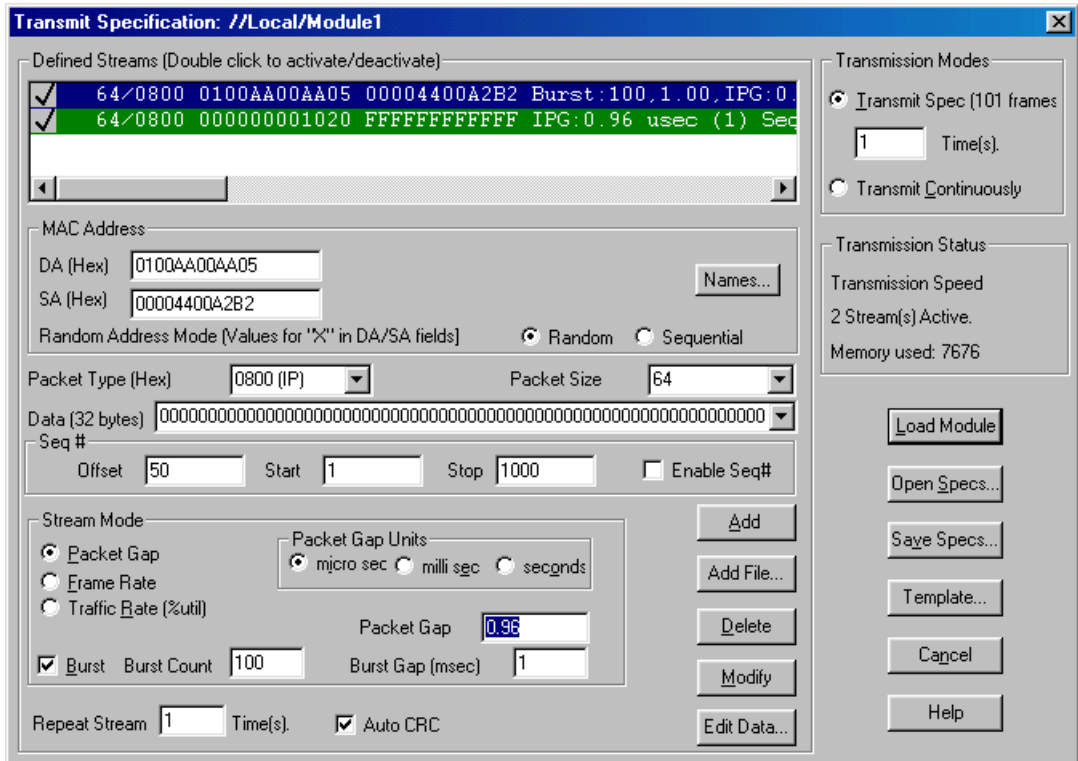 Transmit Specification: //Local/Module1
Defined Streams (Double click to activate/deactivate)
64/0800 0100AA00AA05 00004400A2B2 Burst:100,1.00,IPG:0.
64/0800 000000001020 FFFFFFFFFFFF IPG:0.96 usec (1) Seq
MAC Address
DA (Hex) 0100AA00AA05
SA (Hex) 00004400A2B2
Names...
Random Address Mode (Values for "X" in DA/SA fields) Random Sequential
Packet Type (Hex) 0800 (IP) Packet Size 64
Data (32 bytes) 0000000000000000000000000000000000000000000000000000000000
Seq #
Offset 50 Start 1 Stop 1000 Enable Seq#
Stream Mode
Packet Gap
Frame Rate
Traffic Rate (%util)
Packet Gap Units
micro sec milli sec seconds
Packet Gap 0.96
Burst Burst Count 100 Burst Gap (msec) 1
Repeat Stream 1 Time(s). Auto CRC
Add
Add File...
Delete
Modify
Edit Data...
Transmission Modes
Transmit Spec (101 frames
1 Time(s).
Transmit Continuously
Transmission Status
Transmission Speed
2 Stream(s) Active.
Memory used: 7676
Load Module
Open Specs...
Save Specs...
Template...
Cancel
Help